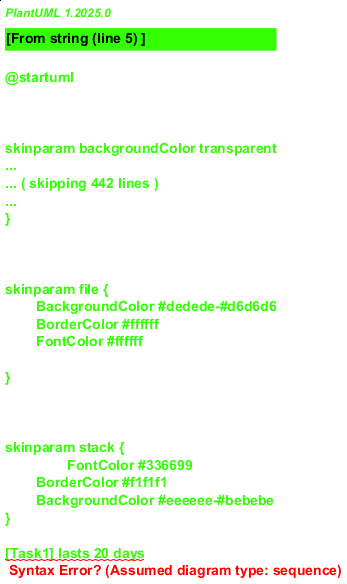 PlantUML 1.2025.0
[From string (line 5) ]
@startuml
skinparam backgroundColor transparent
...
... ( skipping 442 lines )
...
}
skinparam file {
BackgroundColor #dedede-#d6d6d6
BorderColor #ffffff
FontColor #ffffff
}
skinparam stack {
FontColor #336699
BorderColor #f1f1f1
BackgroundColor #eeeeee-#bebebe
}
[Task1] lasts 20 days
Syntax Error? (Assumed diagram type: sequence)